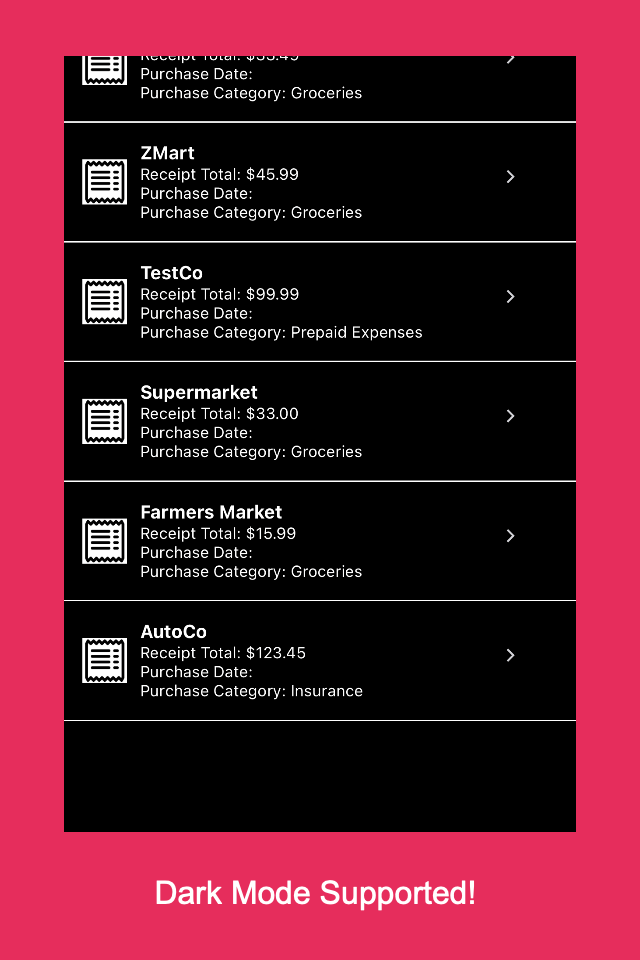 Receipt Total: $33.49
Purchase Date:
Purchase Category: Groceries
ZMart
Receipt Total: $45.99
Purchase Date:
Purchase Category: Groceries
TestCo
Receipt Total: $99.99
Purchase Date:
Purchase Category: Prepaid Expenses
Supermarket
Receipt Total: $33.00
Purchase Date:
Purchase Category: Groceries
Farmers Market
Receipt Total: $15.99
Purchase Date:
Purchase Category: Groceries
AutoCo
Receipt Total: $123.45
Purchase Date:
Purchase Category: Insurance
Dark Mode Supported!